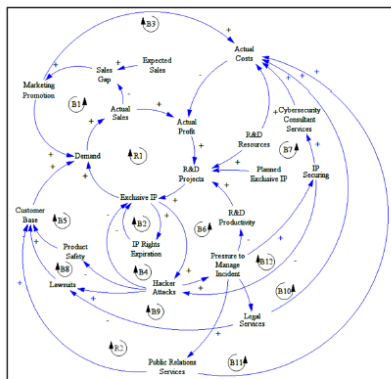 B3
Actual
Costs
Sales
Gap
Expected
Sales
Marketing
Promotion
B1
Actual
Sales
Actual
Profit
Cybersecurity
Consultant
Services
R&D
Resources
B7
Demand
R1
R&D
Projects
Planned
Exclusive IP
IP
Securing
Exclusive IP
Customer
Base
B5
B2
B6
R&D
Productivity
Product
Safety
IP Rights
Expiration
B8
B4
Pressure to
Manage
Incident
B12
Lawsuits
Hacker
Attacks
B9
B10
Legal
Services
R2
Public Relations
Services
B11